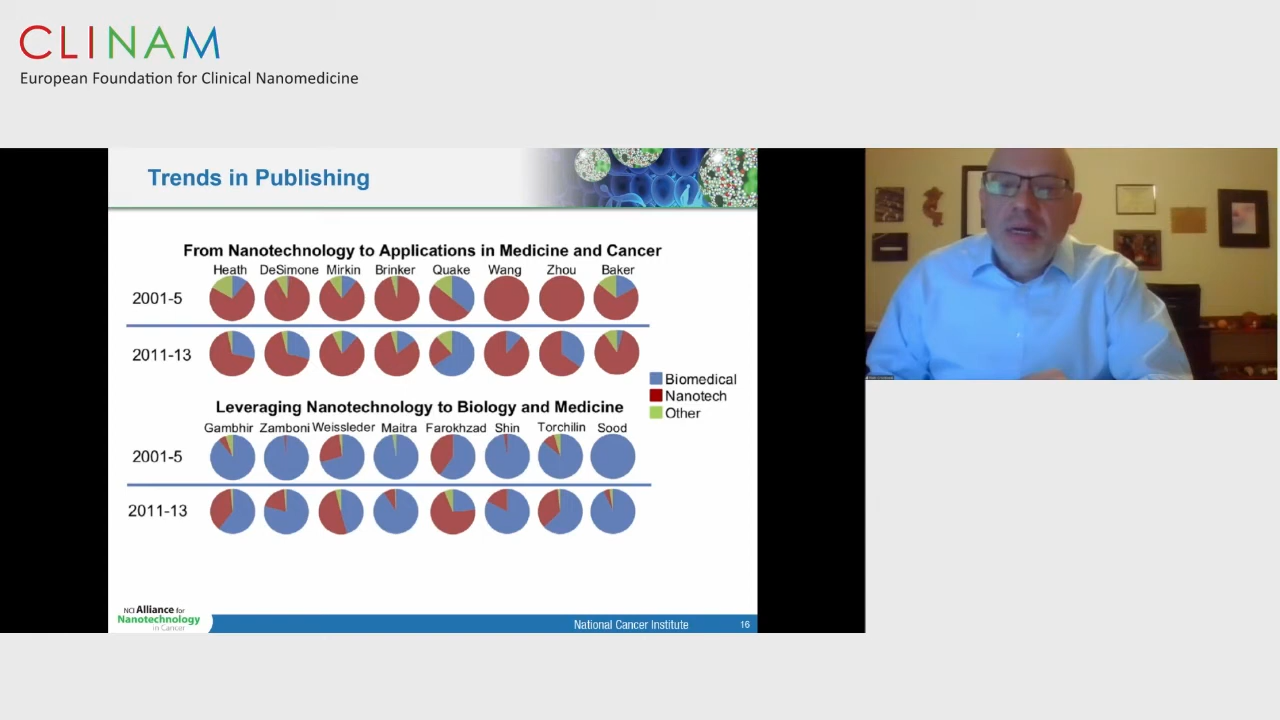 CLINAM
European Foundation for Clinical Nanomedicine
Trends in Publishing
From Nanotechnology to Applications in Medicine and Cancer
Heath DeSimone Mirkin Brinker Quake Wang Zhou Baker
2001-5
2011-13
Biomedical
Nanotech
Other
Leveraging Nanotechnology to Biology and Medicine
Gambhir Zamboni Weissleder Maitra Farokhzad Shin Torchilin Sood
2001-5
2011-13
NCI Alliance for
Nanotechnology
in Cancer
National Cancer Institute 16